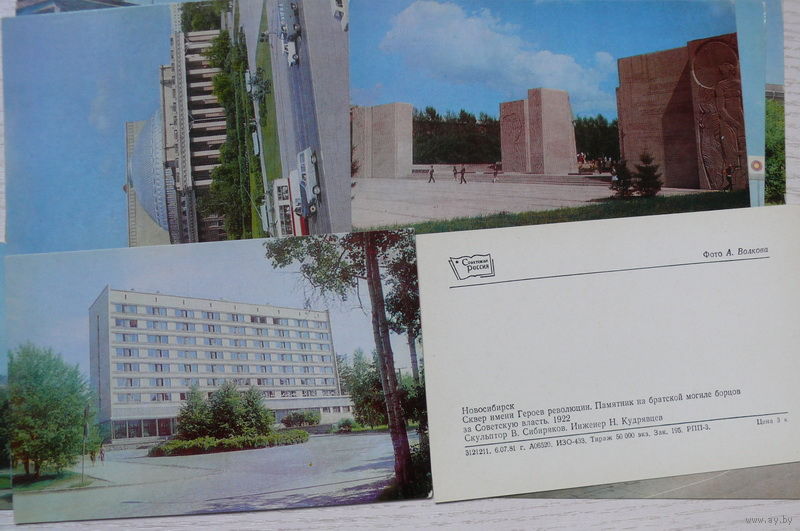 Советская
Россия
Фото А. Волкова
Новосибирск
Сквер имени Героев революции. Памятник на братской могиле борцов
за Советскую власть. 1922
Скульптор В. Сибиряков. Инженер Н. Кудрявцев
3121211. 6.07.81 г. А06520. ИЗО-433. Тираж 50 000 экз. Зак. 195. РПП-3.
Цена 3 к.
www.ay.by